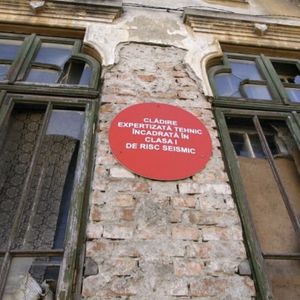 CLĂDIRE
EXPERTIZATĂ TEHNIC
ÎNCADRATĂ ÎN
CLASA I
DE RISC SEISMIC